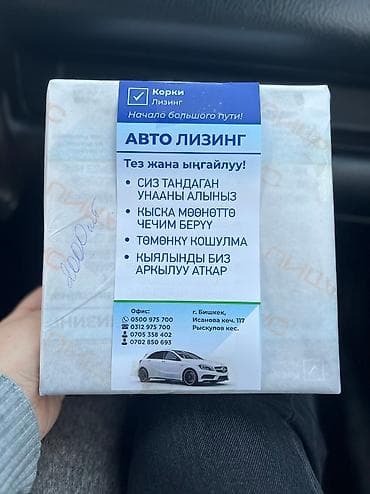 Корки
Лизинг
Начало большого пути!
АВТО ЛИЗИНГ
Тез жана ыңгайлуу!
• СИЗ ТАНДАГАН
УНААНЫ АЛЫҢЫЗ
• КЫСКА МӨӨНӨТТӨ
ЧЕЧИМ БЕРҮҮ
• ТӨМӨНКҮ КОШУЛМА
• КЫЯЛЫҢДЫ БИЗ
АРКЫЛУУ АТКАР
Офис:
0500 975 700
0312 975 700
0705 358 402
0702 850 693
г. Бишкек,
Исанова көч. 117
Рыскулов кес.
2000шт